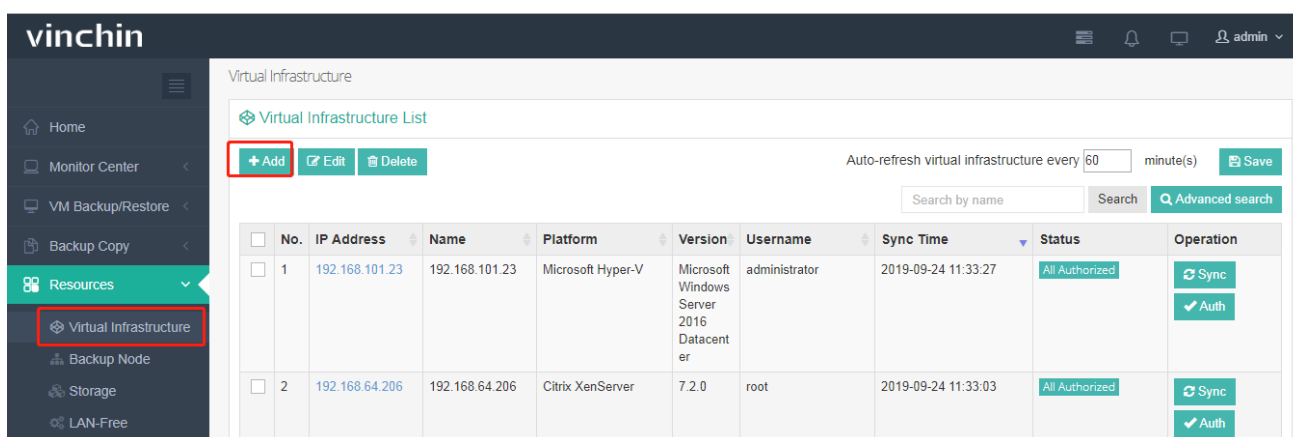 vinchin
admin
Virtual Infrastructure
Home
Monitor Center
VM Backup/Restore
Backup Copy
Resources
Virtual Infrastructure
Backup Node
Storage
LAN-Free
Virtual Infrastructure List
Add Edit Delete
Auto-refresh virtual infrastructure every 60 minute(s) Save
Search by name Search Advanced search
No. IP Address Name Platform Version Username Sync Time Status Operation
1 192.168.101.23 192.168.101.23 Microsoft Hyper-V Microsoft administrator 2019-09-24 11:33:27 All Authorized Sync
Windows
Server Auth
2016
Datacent
er
2 192.168.64.206 192.168.64.206 Citrix XenServer 7.2.0 root 2019-09-24 11:33:03 All Authorized Sync
Auth